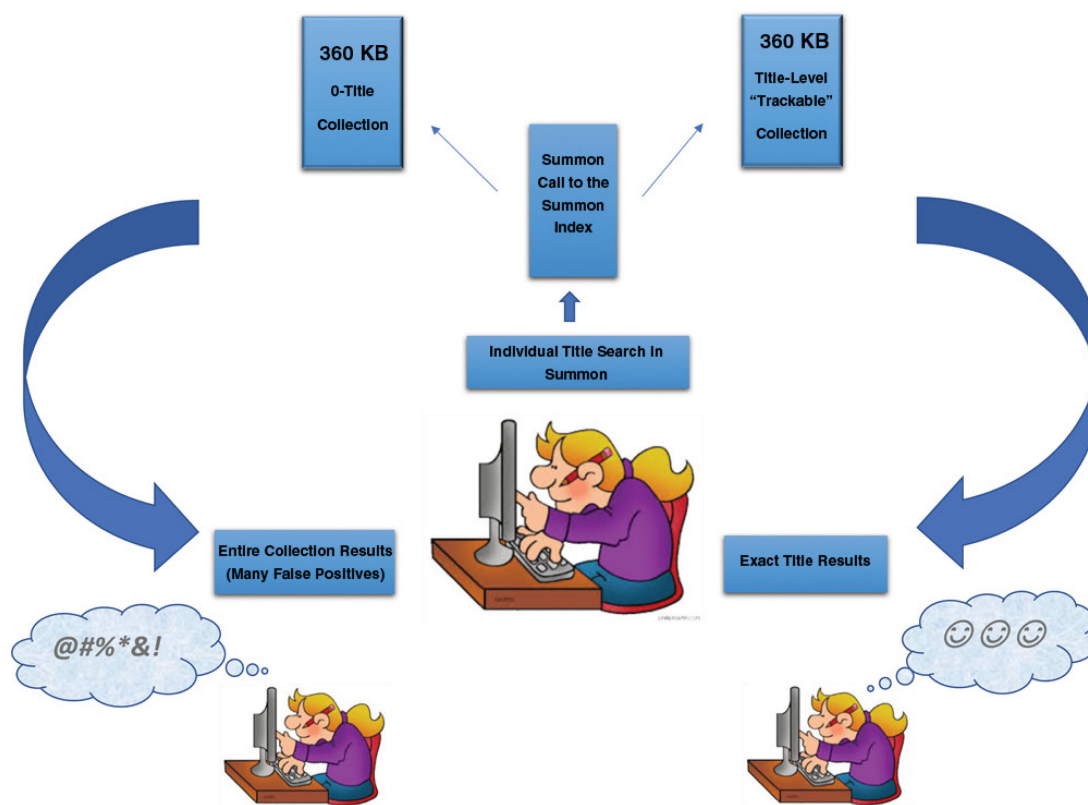 360 KB
0-Title
Collection
360 KB
Title-Level
“Trackable”
Collection
Summon
Call to the
Summon
Index
Individual Title Search in
Summon
Entire Collection Results
(Many False Positives)
Exact Title Results
@#%*&!